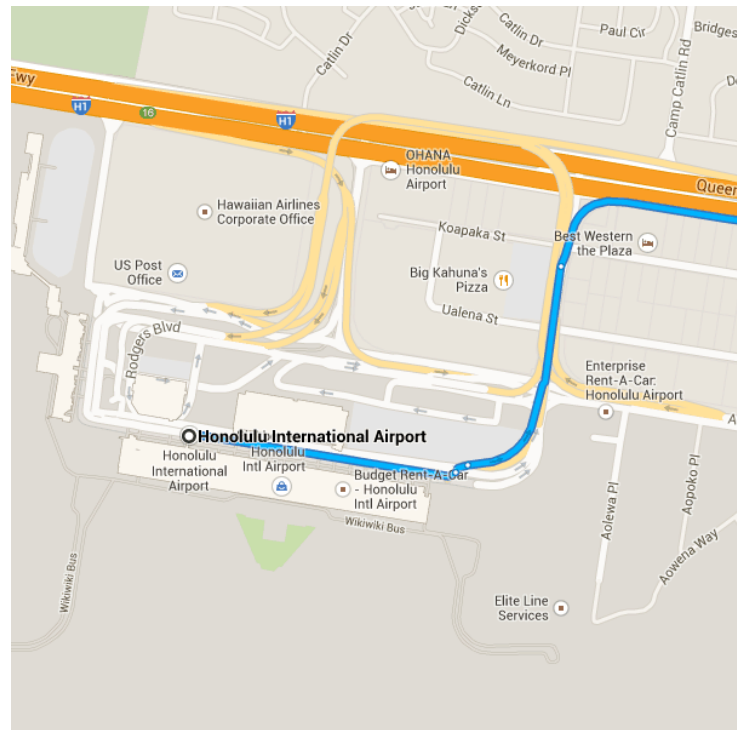 Catlin Dr
Dicks
Catlin Dr
Paul Cir
Bridges
Meyerkord Pl
Catlin Ln
Camp Catlin Rd
Fwy
H1
16
H1
OHANA
Honolulu
Airport
Queen
Hawaiian Airlines
Corporate Office
Koapaka St
Best Western
the Plaza
US Post
Office
Big Kahuna's
Pizza
Ualena St
Rodgers Blvd
Enterprise
Rent-A-Car:
Honolulu Airport
A
Honolulu International Airport
Honolulu
International
Airport
Honolulu
Intl Airport
Budget Rent-A-Car
- Honolulu
Intl Airport
Wikiwiki Bus
Wikiwiki Bus
Aolewa Pl
Aopoko Pl
Aowena Way
Elite Line
Services